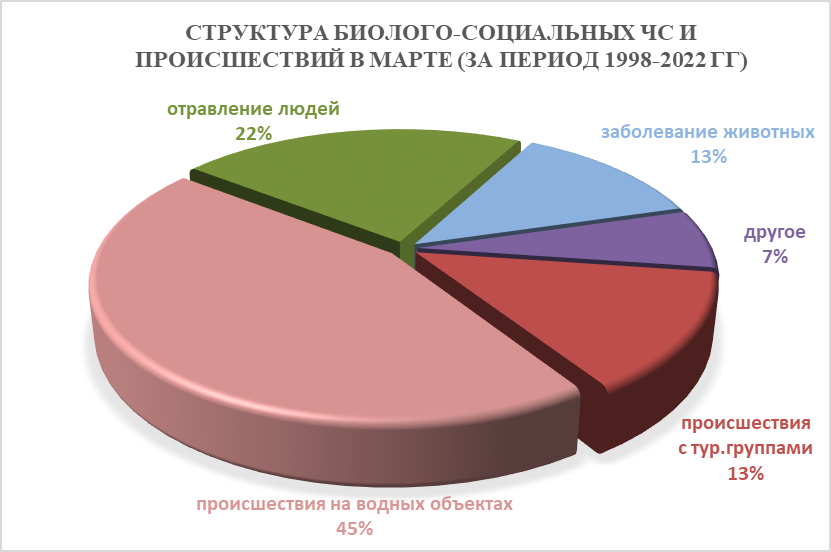 СТРУКТУРА БИОЛОГО-СОЦИАЛЬНЫХ ЧС И
ПРОИСШЕСТВИЙ В МАРТЕ (ЗА ПЕРИОД 1998-2022 ГГ)
отравление людей
22%
заболевание животных
13%
другое
7%
происшествия
с тур.группами
13%
происшествия на водных объектах
45%